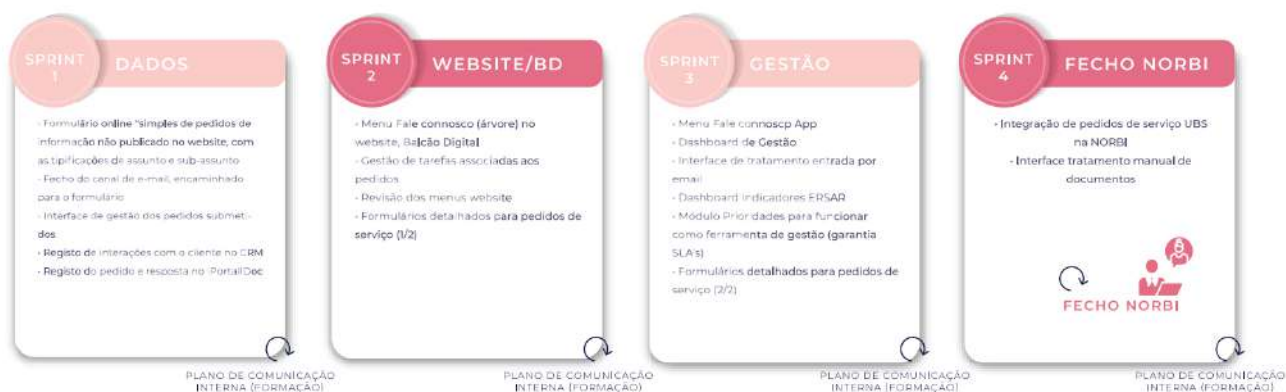 SPRINT
1
DADOS
- Formulário online "simples de pedidos de
informação não publicado no website, com
as tipificações de assunto e sub-assunto
- Fecho do canal de e-mail, encaminhado
para o formulário
- Interface de gestão dos pedidos submeti-
dos.
- Registo de interações com o cliente no CRM
- Registo do pedido e resposta no iPortalDoc
PLANO DE COMUNICAÇÃO
INTERNA (FORMAÇÃO)
SPRINT
2
WEBSITE/BD
- Menu Fale connosco (árvore) no
website, Balcão Digital
- Gestão de tarefas associadas aos
pedidos.
- Revisão dos menus website
- Formulários detalhados para pedidos de
serviço (1/2)
PLANO DE COMUNICAÇÃO
INTERNA (FORMAÇÃO)
SPRINT
3
GESTÃO
- Menu Fale connoscp App
- Dashboard de Gestão
- Interface de tratamento entrada por
email
- Dashboard Indicadores ERSAR
- Módulo Prioridades para funcionar
como ferramenta de gestão (garantia
SLA's)
- Formulários detalhados para pedidos de
serviço (2/2)
PLANO DE COMUNICAÇÃO
INTERNA (FORMAÇÃO)
SPRINT
4
FECHO NORBI
- Integração de pedidos de serviço UBS
na NORBI
- Interface tratamento manual de
documentos
FECHO NORBI
PLANO DE COMUNICAÇÃO
INTERNA (FORMAÇÃO)